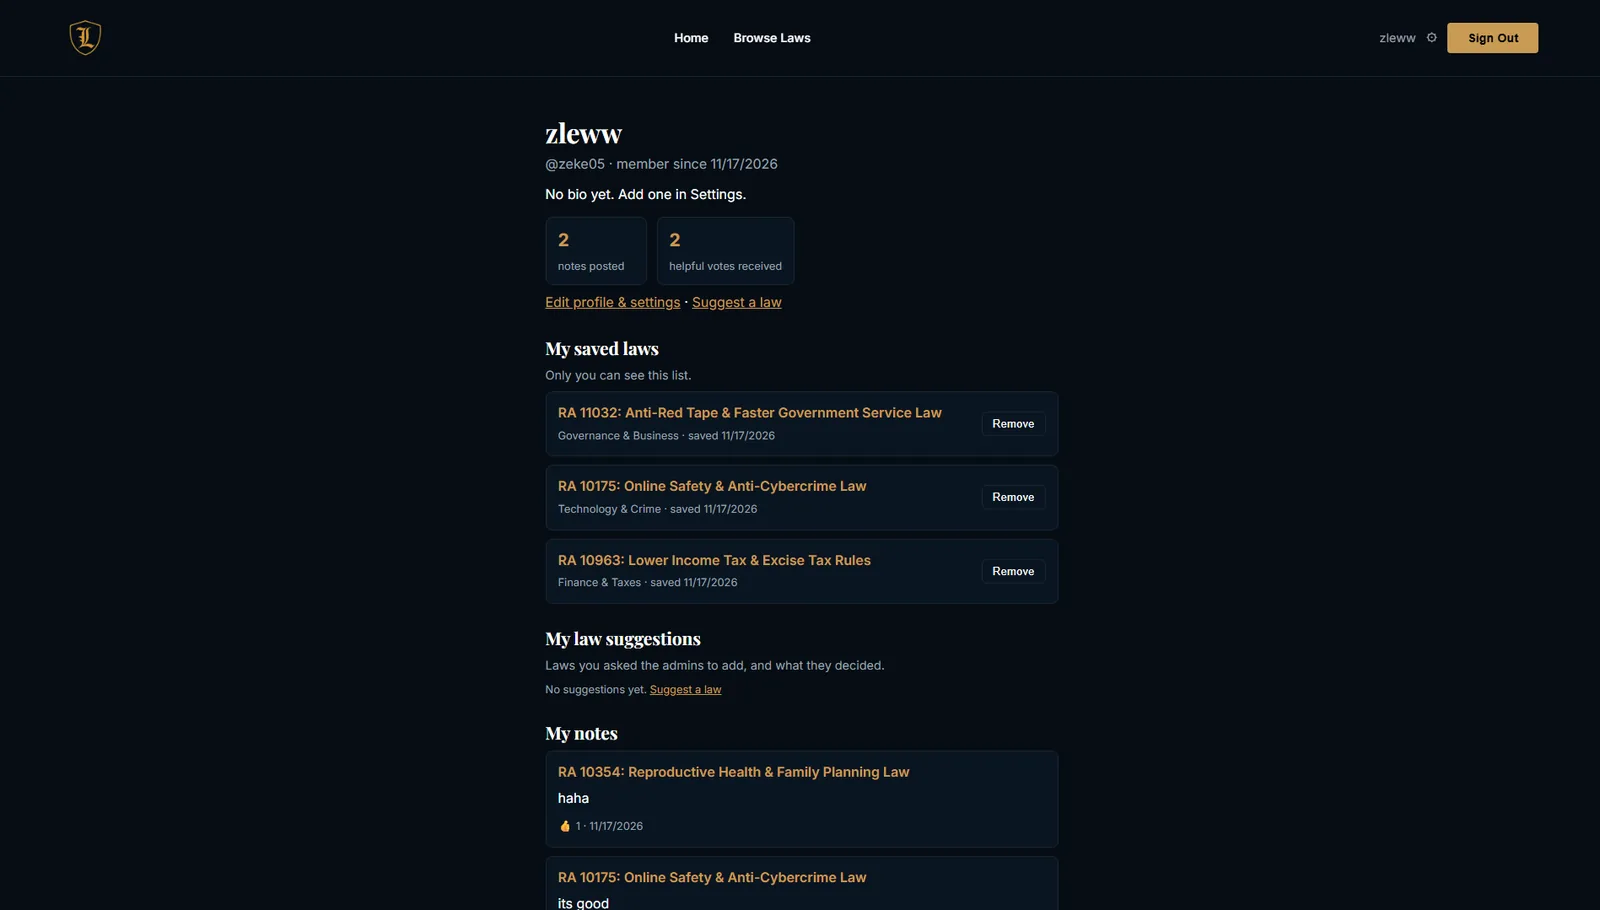 L
Home
Browse Laws
zleww
Sign Out
zleww
@zeke05 · member since 11/17/2026
No bio yet. Add one in Settings.
2
notes posted
2
helpful votes received
Edit profile & settings · Suggest a law
My saved laws
Only you can see this list.
RA 11032: Anti-Red Tape & Faster Government Service Law
Governance & Business · saved 11/17/2026
Remove
RA 10175: Online Safety & Anti-Cybercrime Law
Technology & Crime · saved 11/17/2026
Remove
RA 10963: Lower Income Tax & Excise Tax Rules
Finance & Taxes · saved 11/17/2026
Remove
My law suggestions
Laws you asked the admins to add, and what they decided.
No suggestions yet. Suggest a law
My notes
RA 10354: Reproductive Health & Family Planning Law
haha
👍 1 · 11/17/2026
RA 10175: Online Safety & Anti-Cybercrime Law
its good